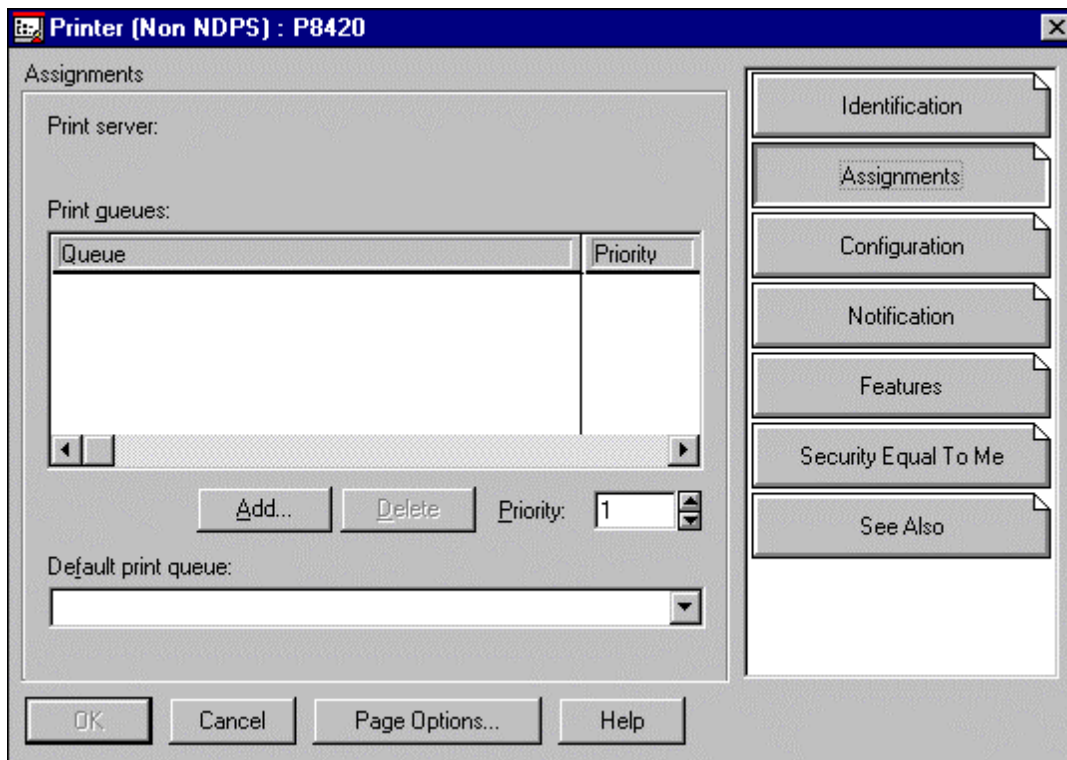 Printer (Non NDPS) : P8420
Assignments
Print server:
Print queues:
Queue Priority
Add... Delete Priority: 1
Default print queue:
OK Cancel Page Options... Help
Identification
Assignments
Configuration
Notification
Features
Security Equal To Me
See Also